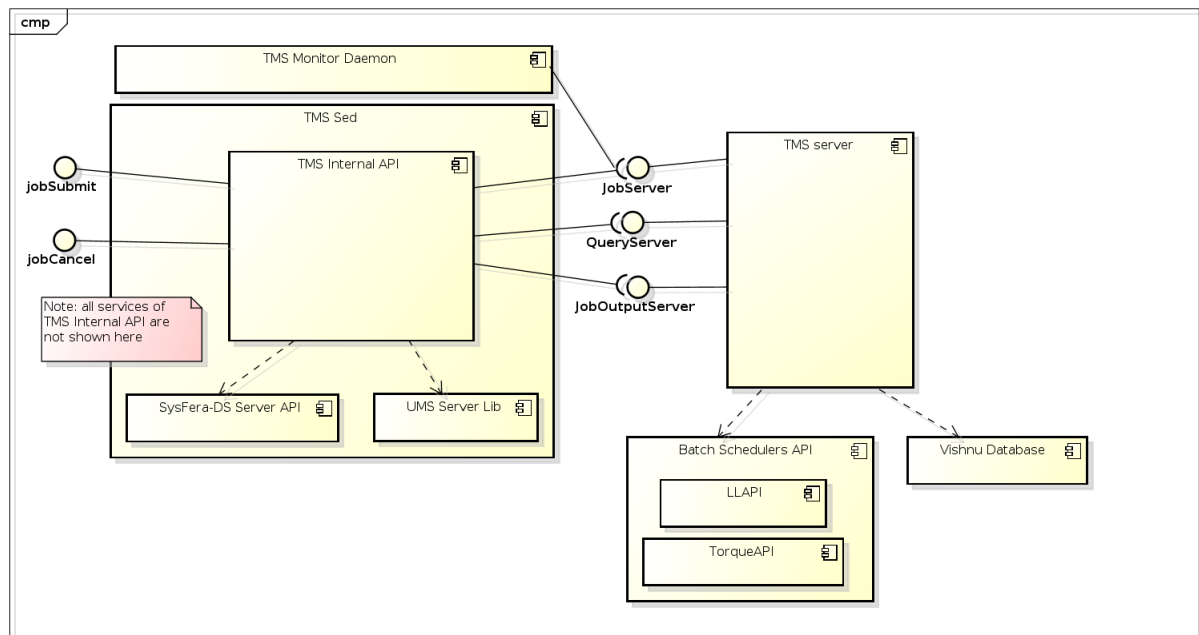 cmp
TMS Monitor Daemon
TMS Sed
TMS Internal API
TMS server
jobSubmit
JobServer
jobCancel
QueryServer
JobOutputServer
Note: all services of
TMS Internal API are
not shown here
SysFera-DS Server API
UMS Server Lib
Batch Schedulers API
Vishnu Database
LLAPI
TorqueAPI